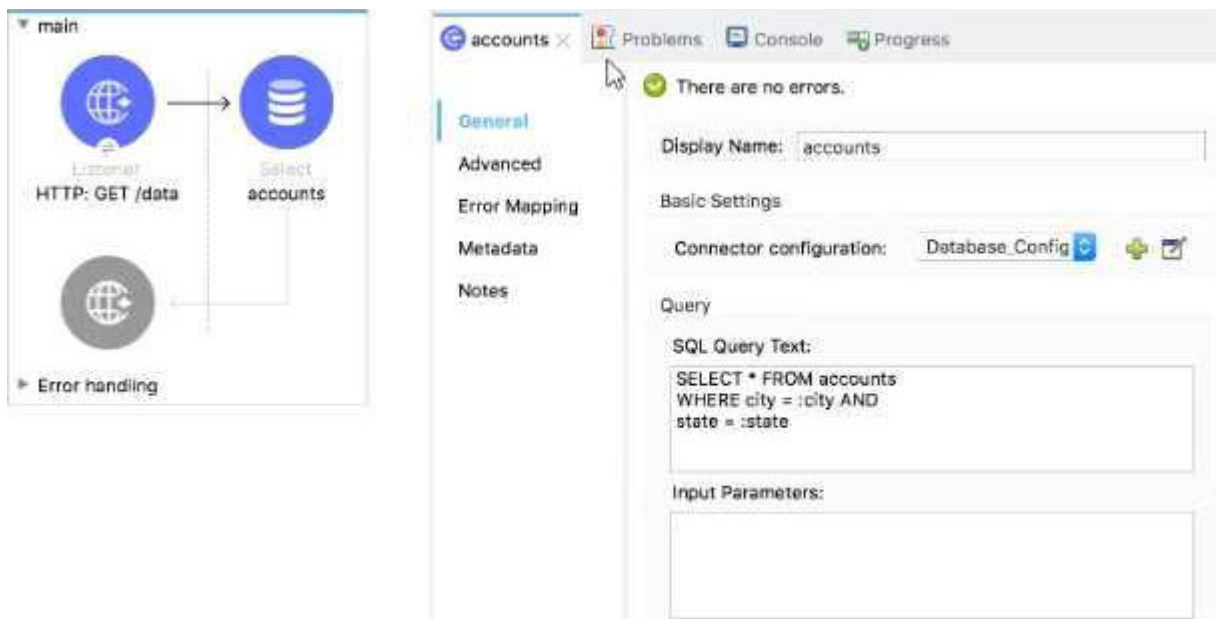 main
Listener
HTTP: GET /data
Select
accounts
Error handling
accounts
Problems
Console
Progress
There are no errors.
General
Advanced
Error Mapping
Metadata
Notes
Display Name: accounts
Basic Settings
Connector configuration: Database_Config
Query
SQL Query Text:
SELECT * FROM accounts
WHERE city = :city AND
state = :state
Input Parameters: